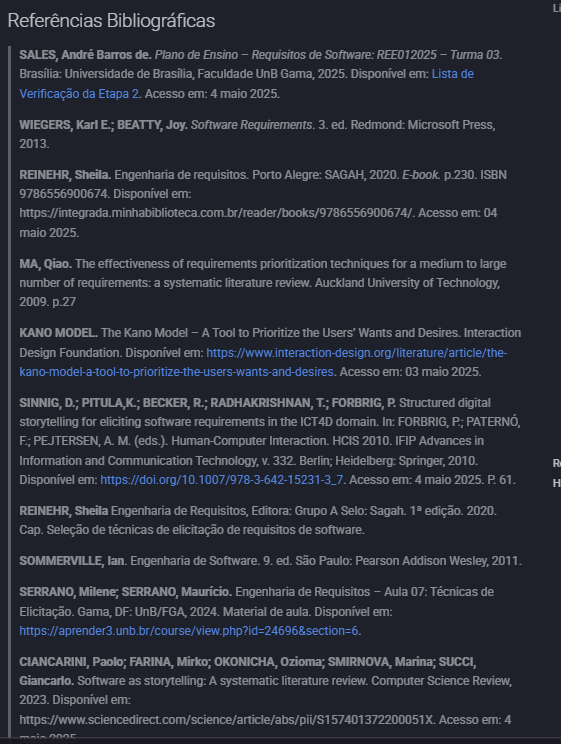 Referências Bibliográficas
SALES, André Barros de. Plano de Ensino – Requisitos de Software: REE012025 – Turma 03.
Brasília: Universidade de Brasília, Faculdade UnB Gama, 2025. Disponível em: Lista de
Verificação da Etapa 2. Acesso em: 4 maio 2025.
WIEGERS, Karl E.; BEATTY, Joy. Software Requirements. 3. ed. Redmond: Microsoft Press,
2013.
REINEHR, Sheila. Engenharia de requisitos. Porto Alegre: SAGAH, 2020. E-book. p.230. ISBN
9786556900674. Disponível em:
https://integrada.minhabiblioteca.com.br/reader/books/9786556900674/. Acesso em: 04
maio 2025.
MA, Qiao. The effectiveness of requirements prioritization techniques for a medium to large
number of requirements: a systematic literature review. Auckland University of Technology,
2009. p.27
KANO MODEL. The Kano Model – A Tool to Prioritize the Users’ Wants and Desires. Interaction
Design Foundation. Disponível em: https://www.interaction-design.org/literature/article/the-
kano-model-a-tool-to-prioritize-the-users-wants-and-desires. Acesso em: 03 maio 2025.
SINNIG, D.; PITULA,K.; BECKER, R.; RADHAKRISHNAN, T.; FORBRIG, P. Structured digital
storytelling for eliciting software requirements in the ICT4D domain. In: FORBRIG, P.; PATERNÓ,
F.; PEJTERSEN, A. M. (eds.). Human-Computer Interaction. HCIS 2010. IFIP Advances in
Information and Communication Technology, v. 332. Berlin; Heidelberg: Springer, 2010.
Disponível em: https://doi.org/10.1007/978-3-642-15231-3_7. Acesso em: 4 maio 2025. P. 61.
REINEHR, Sheila Engenharia de Requisitos, Editora: Grupo A Selo: Sagah. 1ª edição. 2020.
Cap. Seleção de técnicas de elicitação de requisitos de software.
SOMMERVILLE, Ian. Engenharia de Software. 9. ed. São Paulo: Pearson Addison Wesley, 2011.
SERRANO, Milene; SERRANO, Maurício. Engenharia de Requisitos – Aula 07: Técnicas de
Elicitação. Gama, DF: UnB/FGA, 2024. Material de aula. Disponível em:
https://aprender3.unb.br/course/view.php?id=24696&section=6.
CIANCARINI, Paolo; FARINA, Mirko; OKONICHA, Ozioma; SMIRNOVA, Marina; SUCCI,
Giancarlo. Software as storytelling: A systematic literature review. Computer Science Review,
2023. Disponível em:
https://www.sciencedirect.com/science/article/abs/pii/S157401372200051X. Acesso em: 4
maio 2025.